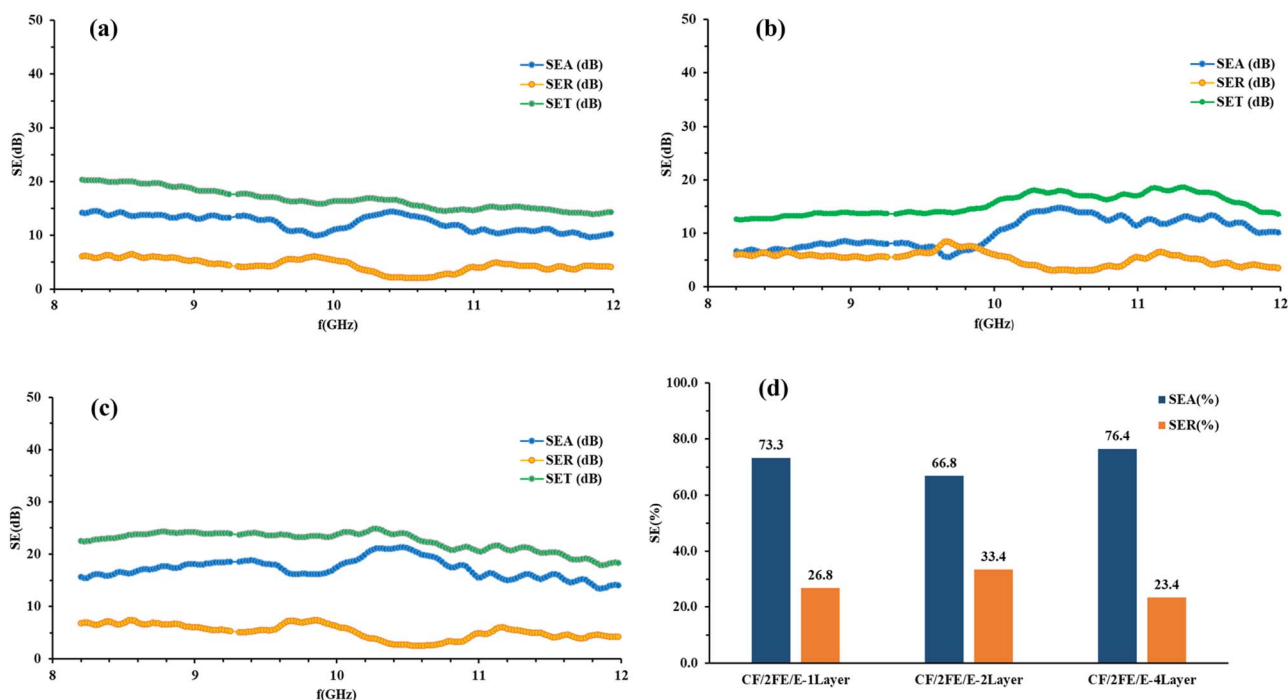 (a)
50
40
30
20
10
0
SE(dB)
SEA (dB)
SER (dB)
SET (dB)
8 9 10 11 12
f(GHz)
(b)
50
40
30
20
10
0
SE(dB)
SEA (dB)
SER (dB)
SET (dB)
8 9 10 11 12
f(GHz)
(c)
50
40
30
20
10
0
SE(dB)
SEA (dB)
SER (dB)
SET (dB)
8 9 10 11 12
f(GHz)
(d)
100.0
80.0
60.0
40.0
20.0
0.0
SE(%)
SEA(%)
SER(%)
73.3
26.8
66.8
33.4
76.4
23.4
CF/2FE/E-1Layer CF/2FE/E-2Layer CF/2FE/E-4Layer